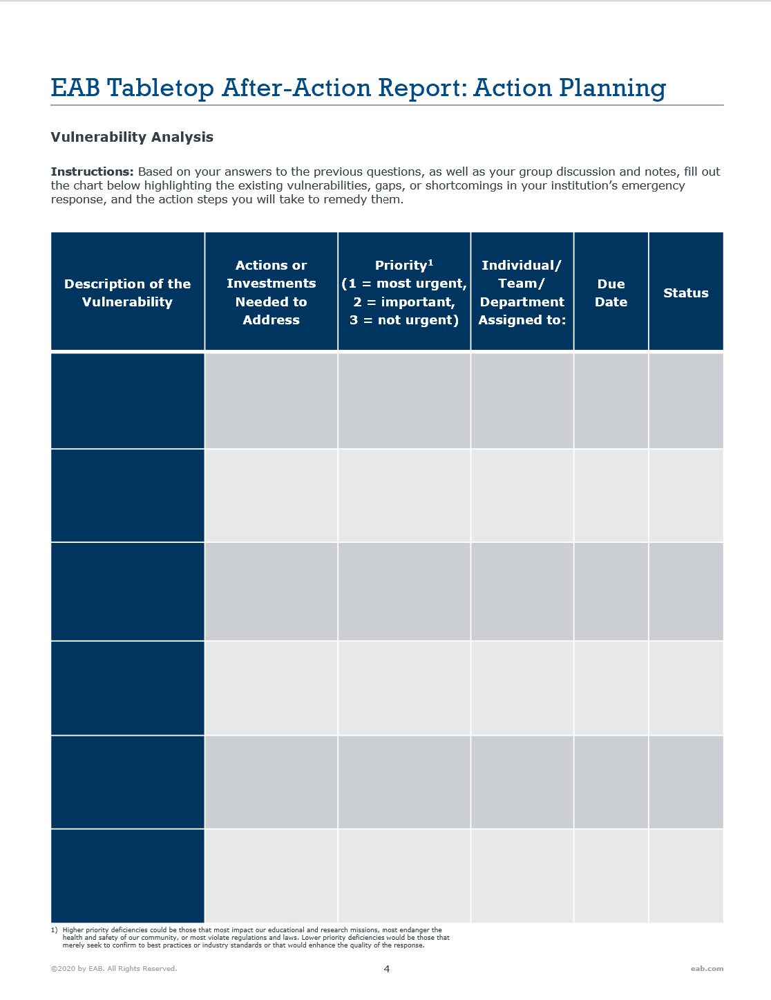 EAB Tabletop After-Action Report: Action Planning
Vulnerability Analysis
Instructions: Based on your answers to the previous questions, as well as your group discussion and notes, fill out
the chart below highlighting the existing vulnerabilities, gaps, or shortcomings in your institution’s emergency
response, and the action steps you will take to remedy them.
Description of the
Vulnerability
Actions or
Investments
Needed to
Address
Priority¹
(1 = most urgent,
2 = important,
3 = not urgent)
Individual/
Team/
Department
Assigned to:
Due
Date
Status
1) Higher priority deficiencies could be those that most impact our educational and research missions, most endanger the
health and safety of our community, or most violate regulations and laws. Lower priority deficiencies would be those that
merely seek to confirm to best practices or industry standards or that would enhance the quality of the response.
©2020 by EAB. All Rights Reserved.
4
eab.com